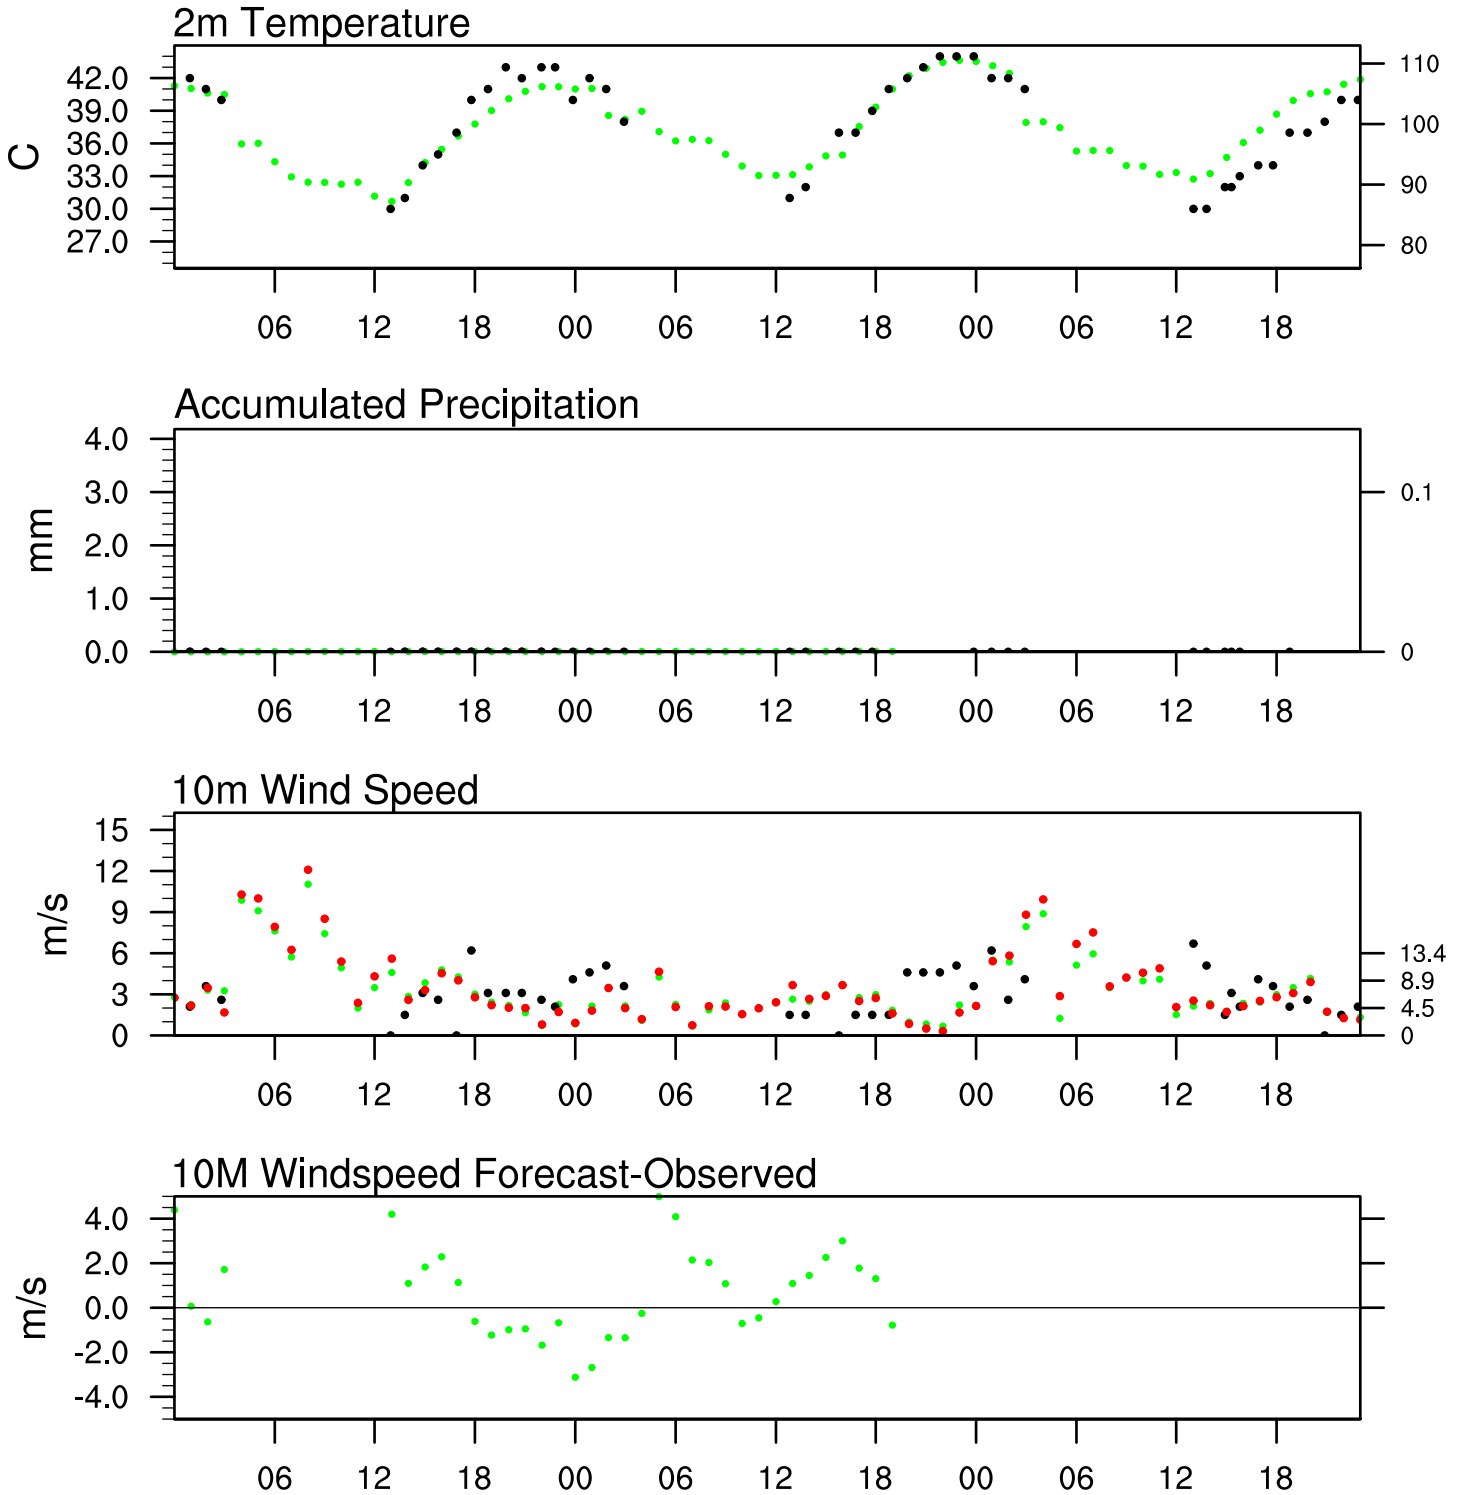 2m Temperature
42.0
39.0
36.0
33.0
30.0
27.0
C
110
100
90
80
06 12 18 00 06 12 18 00 06 12 18
Accumulated Precipitation
4.0
3.0
2.0
1.0
0.0
mm
0.1
0
06 12 18 00 06 12 18 00 06 12 18
10m Wind Speed
15
12
9
6
3
0
m/s
13.4
8.9
4.5
0
06 12 18 00 06 12 18 00 06 12 18
10M Windspeed Forecast-Observed
4.0
2.0
0.0
-2.0
-4.0
m/s
06 12 18 00 06 12 18 00 06 12 18